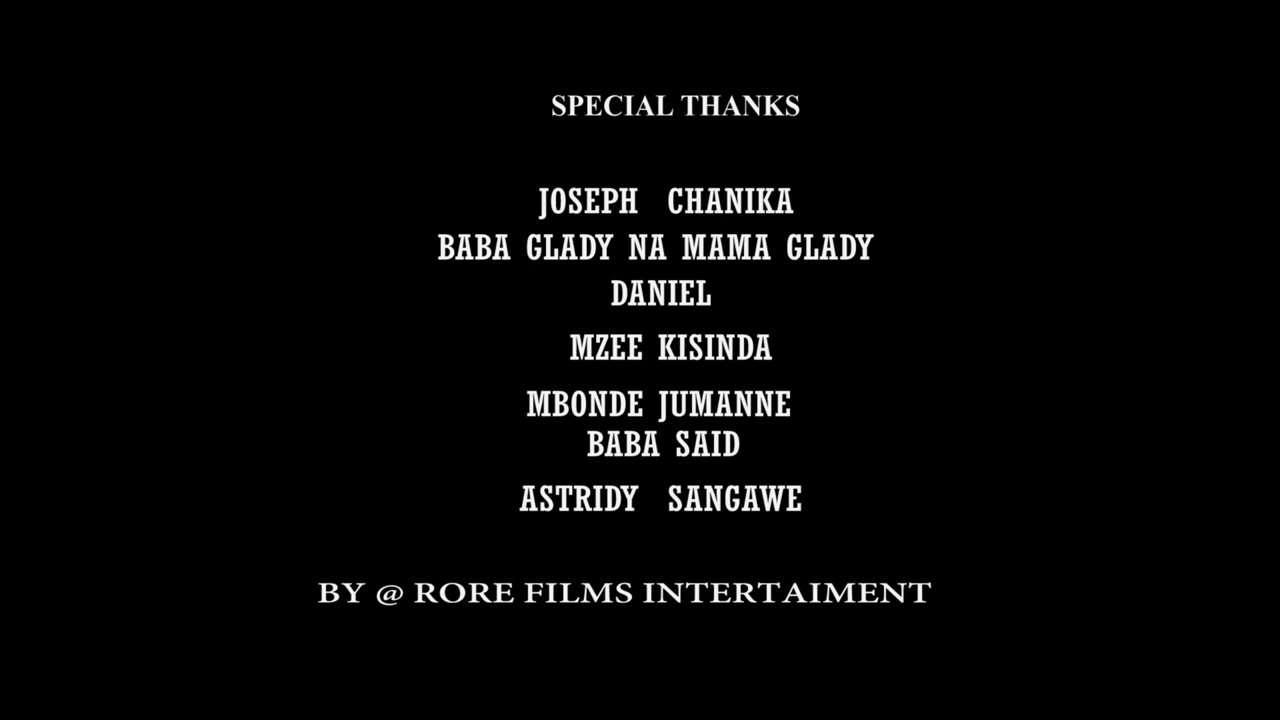 SPECIAL THANKS
JOSEPH CHANIKA
BABA GLADY NA MAMA GLADY
DANIEL
MZEE KISINDA
MBONDE JUMANNE
BABA SAID
ASTRIDY SANGAWE
BY @ RORE FILMS INTERTAIMENT